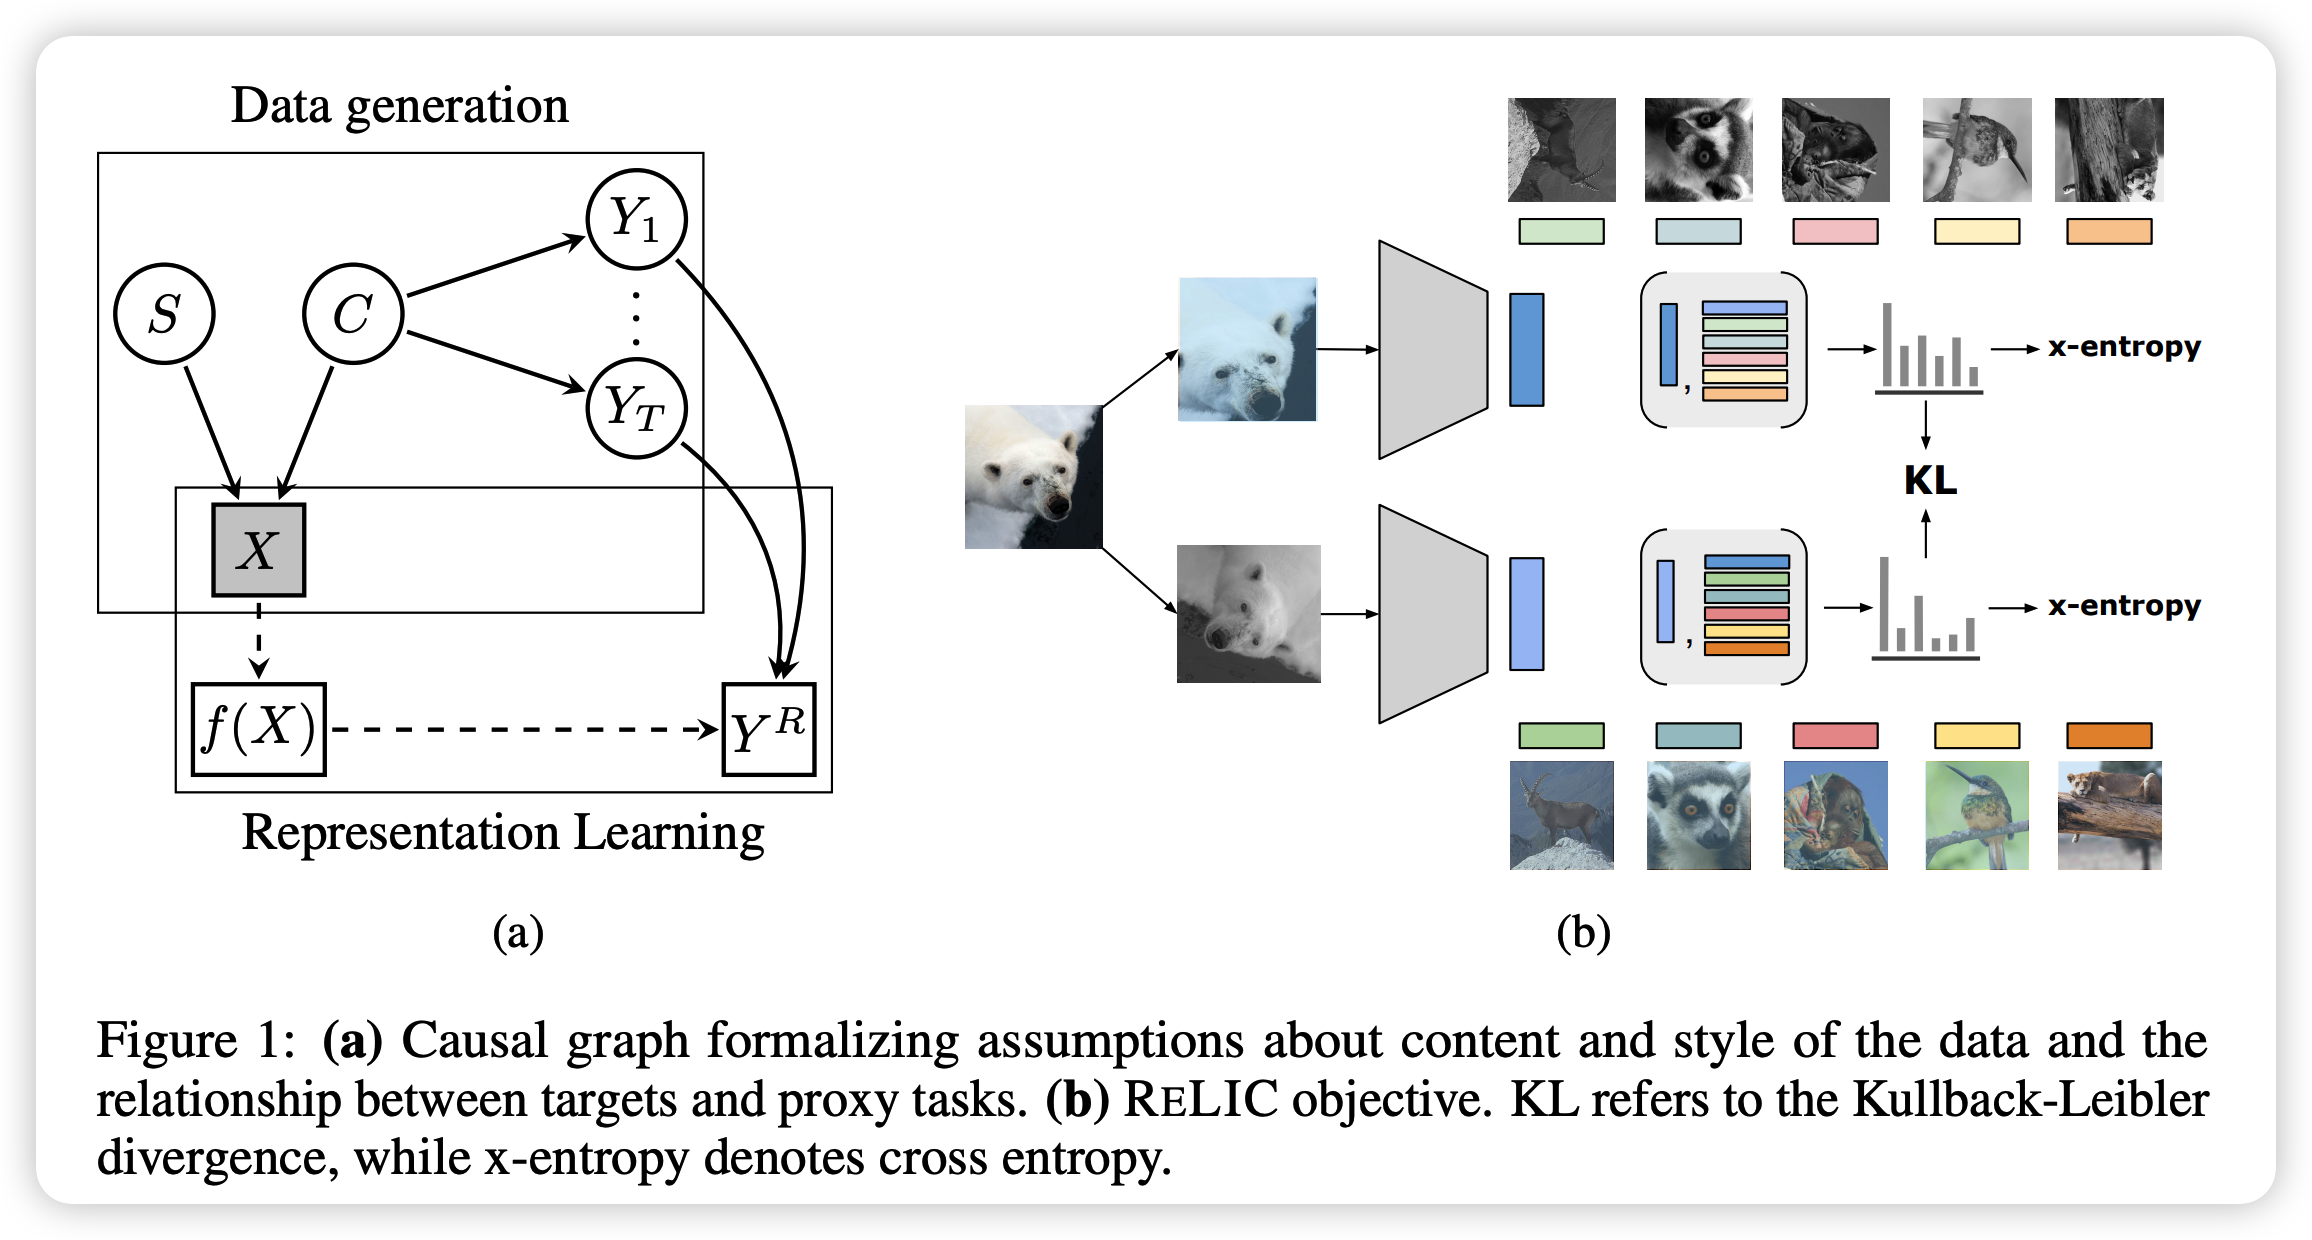 Data generation
Y₁
S
C
⋮
Y_T
X
f(X)
Y^R
Representation Learning
(a)
,
x-entropy
KL
,
x-entropy
(b)
Figure 1: (a) Causal graph formalizing assumptions about content and style of the data and the
relationship between targets and proxy tasks. (b) RELIC objective. KL refers to the Kullback-Leibler
divergence, while x-entropy denotes cross entropy.